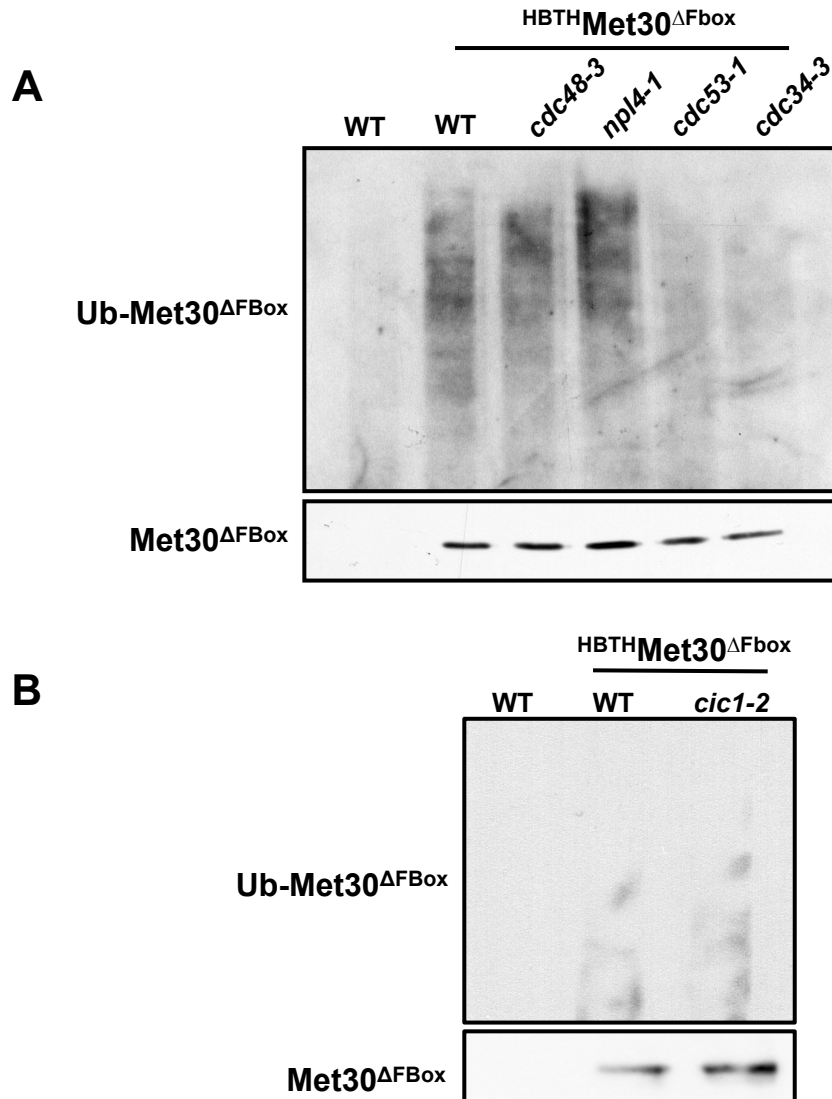 HBTHMet30ΔFbox
A
WT WT cdc48-3 npl4-1 cdc53-1 cdc34-3
Ub-Met30ΔFBox
Met30ΔFBox
HBTHMet30ΔFbox
B
WT WT cic1-2
Ub-Met30ΔFBox
Met30ΔFBox